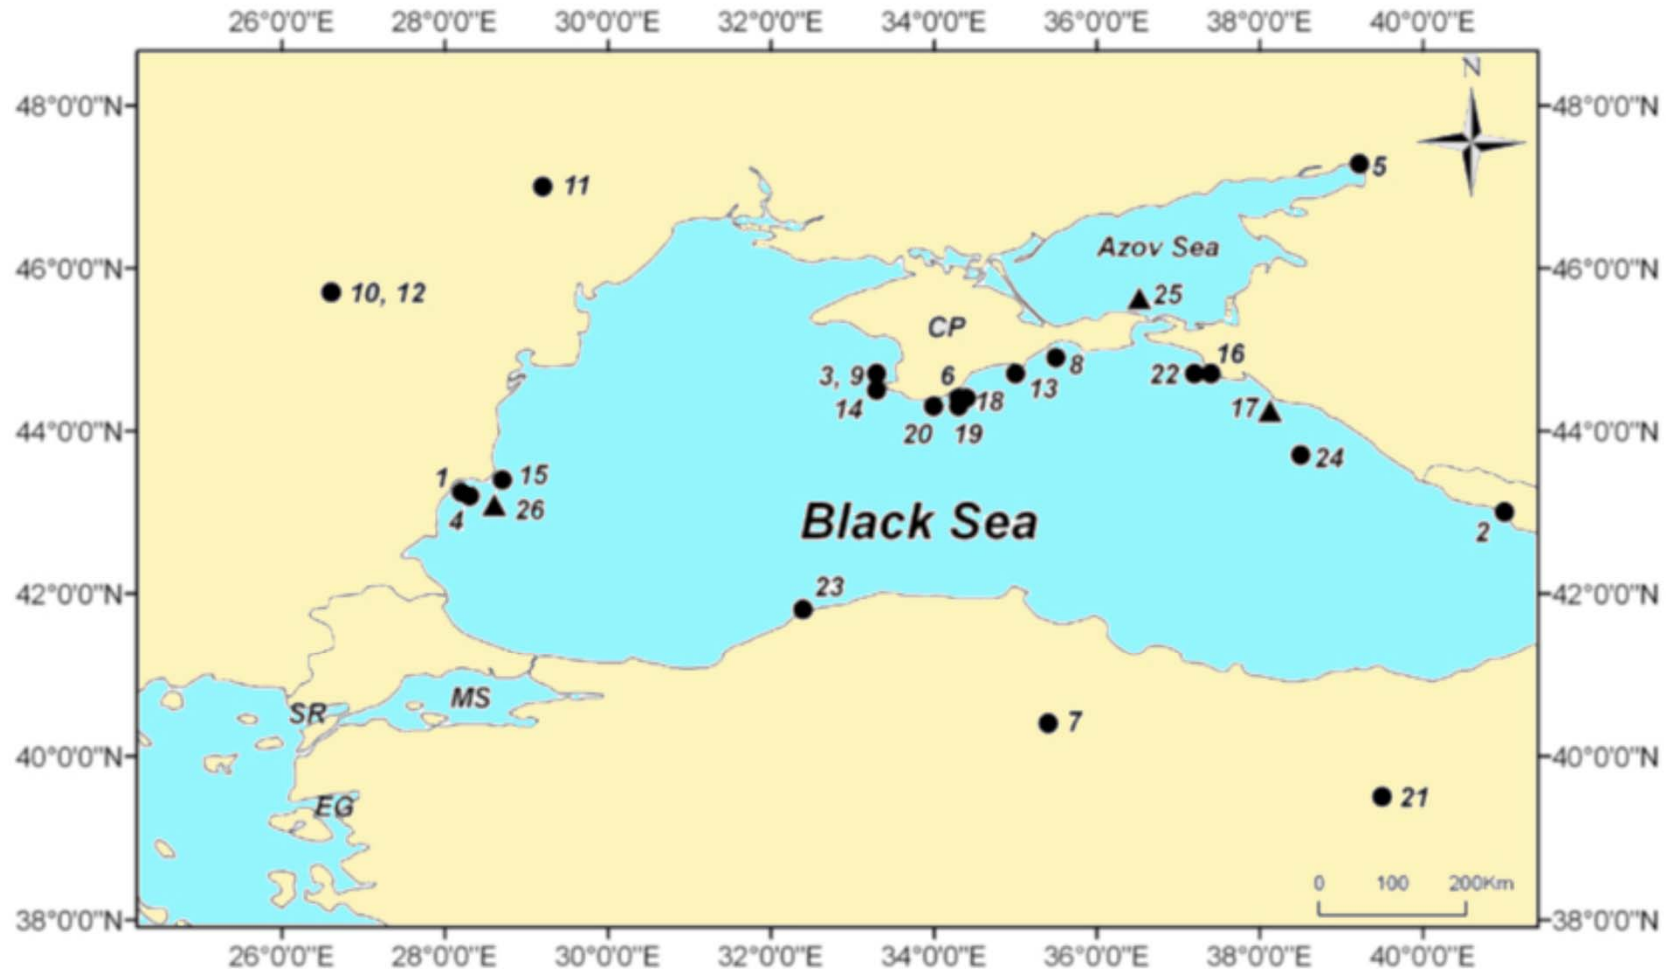 26°0'0"E 28°0'0"E 30°0'0"E 32°0'0"E 34°0'0"E 36°0'0"E 38°0'0"E 40°0'0"E
N
48°0'0"N 48°0'0"N
5
11
Azov Sea
46°0'0"N 46°0'0"N
10, 12
25
CP
16
8
3, 9 6 22
13
14 18 17
44°0'0"N 20 19 44°0'0"N
24
1 15
26
4
Black Sea
2
23
42°0'0"N 42°0'0"N
MS
SR
7
40°0'0"N 40°0'0"N
21
EG
0 100 200Km
38°0'0"N 38°0'0"N
26°0'0"E 28°0'0"E 30°0'0"E 32°0'0"E 34°0'0"E 36°0'0"E 38°0'0"E 40°0'0"E